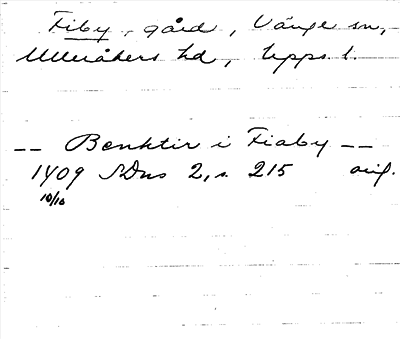 Fiby, gård, Vänge sn,
Ulleråkers hd, Upps. l.
-- Benktir i Fiaby --
1409 SDns 2, s. 215 orig.
10/10